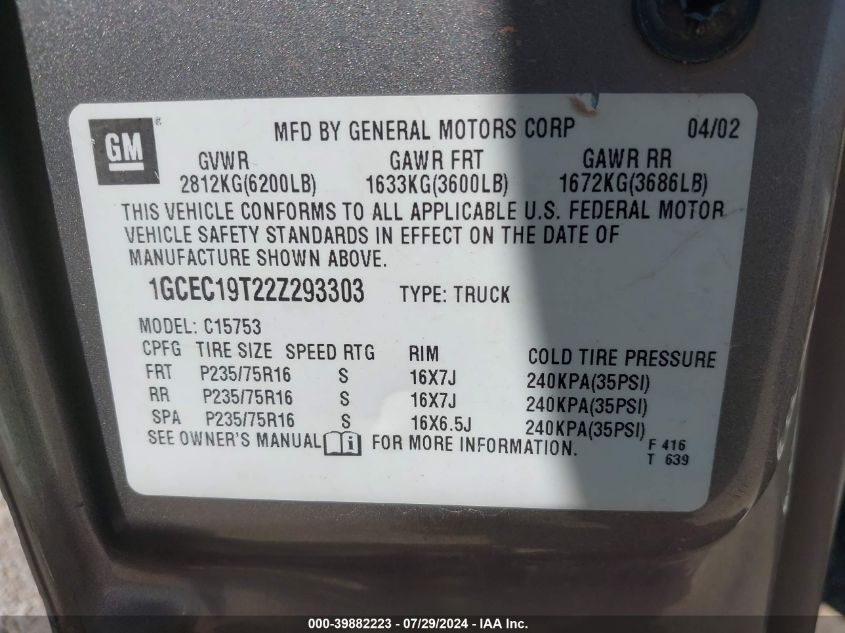 GM ®
MFD BY GENERAL MOTORS CORP 04/02
GVWR GAWR FRT GAWR RR
2812KG(6200LB) 1633KG(3600LB) 1672KG(3686LB)
THIS VEHICLE CONFORMS TO ALL APPLICABLE U.S. FEDERAL MOTOR
VEHICLE SAFETY STANDARDS IN EFFECT ON THE DATE OF
MANUFACTURE SHOWN ABOVE.
1GCEC19T22Z293303 TYPE: TRUCK
MODEL: C15753
CPFG TIRE SIZE SPEED RTG RIM COLD TIRE PRESSURE
FRT P235/75R16 S 16X7J 240KPA(35PSI)
RR P235/75R16 S 16X7J 240KPA(35PSI)
SPA P235/75R16 S 16X6.5J 240KPA(35PSI)
SEE OWNER'S MANUAL i FOR MORE INFORMATION.
F 416
T 639
000-39882223 - 07/29/2024 - IAA Inc.